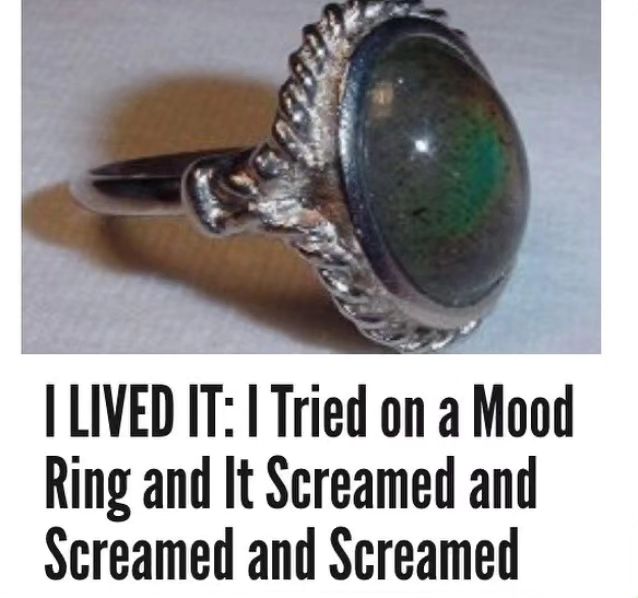 I LIVED IT: I Tried on a Mood
Ring and It Screamed and
Screamed and Screamed